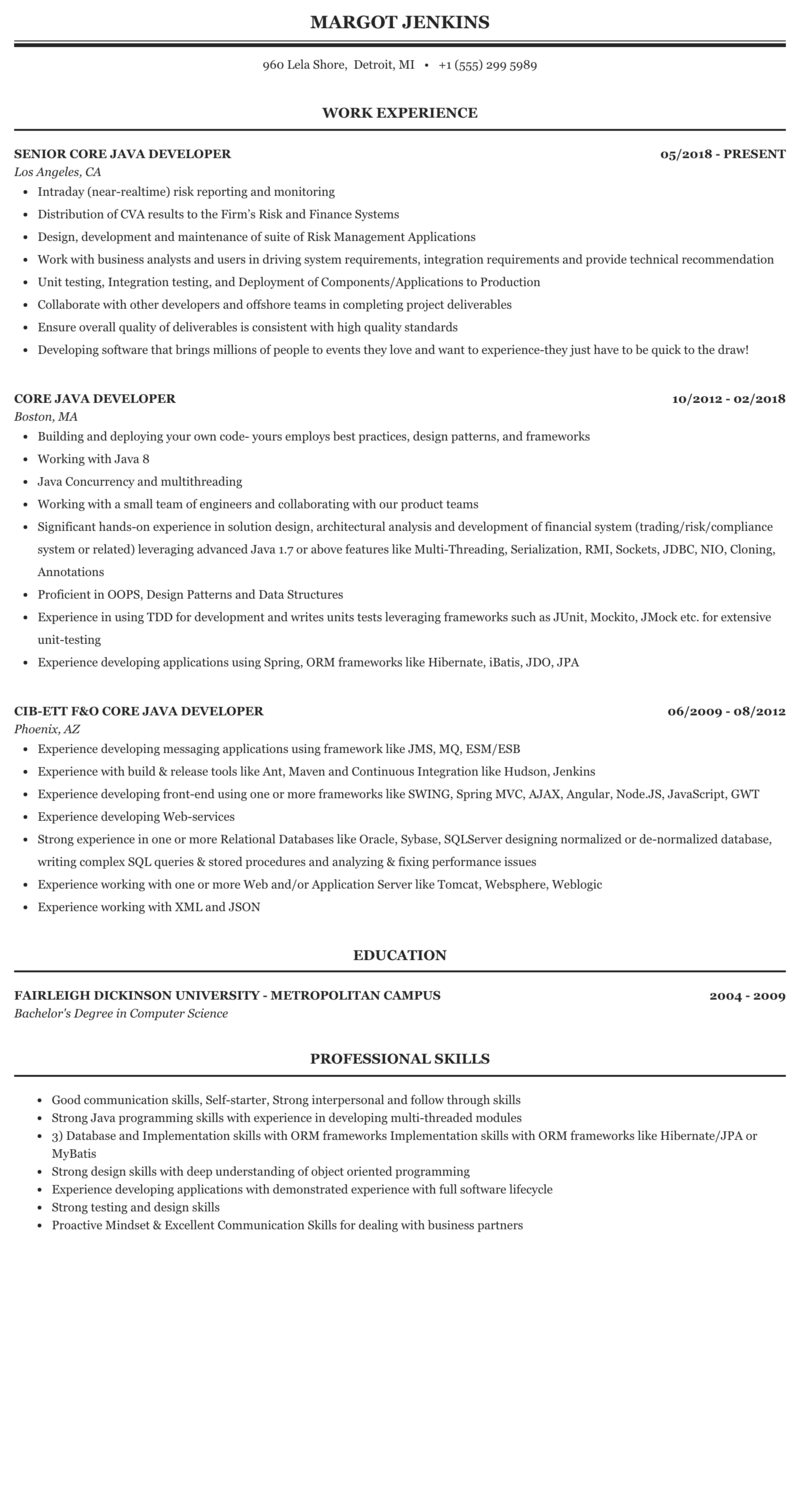 MARGOT JENKINS
960 Lela Shore, Detroit, MI • +1 (555) 299 5989
WORK EXPERIENCE
SENIOR CORE JAVA DEVELOPER 05/2018 - PRESENT
Los Angeles, CA
• Intraday (near-realtime) risk reporting and monitoring
• Distribution of CVA results to the Firm's Risk and Finance Systems
• Design, development and maintenance of suite of Risk Management Applications
• Work with business analysts and users in driving system requirements, integration requirements and provide technical recommendation
• Unit testing, Integration testing, and Deployment of Components/Applications to Production
• Collaborate with other developers and offshore teams in completing project deliverables
• Ensure overall quality of deliverables is consistent with high quality standards
• Developing software that brings millions of people to events they love and want to experience-they just have to be quick to the draw!
CORE JAVA DEVELOPER 10/2012 - 02/2018
Boston, MA
• Building and deploying your own code- yours employs best practices, design patterns, and frameworks
• Working with Java 8
• Java Concurrency and multithreading
• Working with a small team of engineers and collaborating with our product teams
• Significant hands-on experience in solution design, architectural analysis and development of financial system (trading/risk/compliance
system or related) leveraging advanced Java 1.7 or above features like Multi-Threading, Serialization, RMI, Sockets, JDBC, NIO, Cloning,
Annotations
• Proficient in OOPS, Design Patterns and Data Structures
• Experience in using TDD for development and writes units tests leveraging frameworks such as JUnit, Mockito, JMock etc. for extensive
unit-testing
• Experience developing applications using Spring, ORM frameworks like Hibernate, iBatis, JDO, JPA
CIB-ETT F&O CORE JAVA DEVELOPER 06/2009 - 08/2012
Phoenix, AZ
• Experience developing messaging applications using framework like JMS, MQ, ESM/ESB
• Experience with build & release tools like Ant, Maven and Continuous Integration like Hudson, Jenkins
• Experience developing front-end using one or more frameworks like SWING, Spring MVC, AJAX, Angular, Node.JS, JavaScript, GWT
• Experience developing Web-services
• Strong experience in one or more Relational Databases like Oracle, Sybase, SQLServer designing normalized or de-normalized database,
writing complex SQL queries & stored procedures and analyzing & fixing performance issues
• Experience working with one or more Web and/or Application Server like Tomcat, Websphere, Weblogic
• Experience working with XML and JSON
EDUCATION
FAIRLEIGH DICKINSON UNIVERSITY - METROPOLITAN CAMPUS 2004 - 2009
Bachelor's Degree in Computer Science
PROFESSIONAL SKILLS
• Good communication skills, Self-starter, Strong interpersonal and follow through skills
• Strong Java programming skills with experience in developing multi-threaded modules
• 3) Database and Implementation skills with ORM frameworks Implementation skills with ORM frameworks like Hibernate/JPA or
MyBatis
• Strong design skills with deep understanding of object oriented programming
• Experience developing applications with demonstrated experience with full software lifecycle
• Strong testing and design skills
• Proactive Mindset & Excellent Communication Skills for dealing with business partners